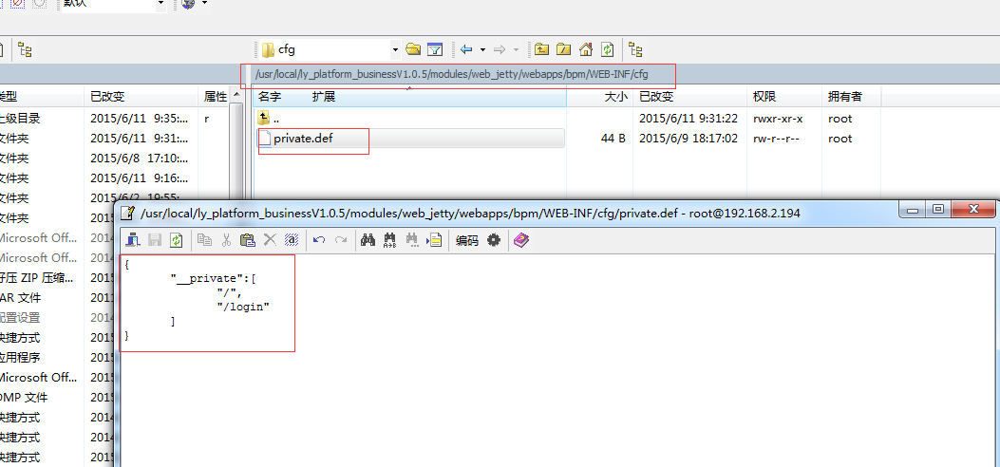 默认
cfg
/usr/local/ly_platform_businessV1.0.5/modules/web_jetty/webapps/bpm/WEB-INF/cfg
类型 已改变 属性
上级目录 2015/6/11 9:35:... r
文件夹 2015/6/11 9:31:...
文件夹 2015/6/8 17:10:...
文件夹 2015/6/11 9:16:...
文件夹 2015/6/2 19:55:...
Microsoft Off...
Microsoft Off...
好压 ZIP 压缩... 201
AR 文件 201
配置设置 2014
快捷方式 2015
应用程序 2015
Microsoft Off... 2015
DMP 文件 2014
快捷方式 2015
快捷方式 2014
快捷方式 2015
名字 扩展 大小 已改变 权限 拥有者
.. 2015/6/11 9:31:22 rwxr-xr-x root
private.def 44 B 2015/6/9 18:17:02 rw-r--r-- root
/usr/local/ly_platform_businessV1.0.5/modules/web_jetty/webapps/bpm/WEB-INF/cfg/private.def - root@192.168.2.194
编码
{
"__private":[
"/",
"/login"
]
}